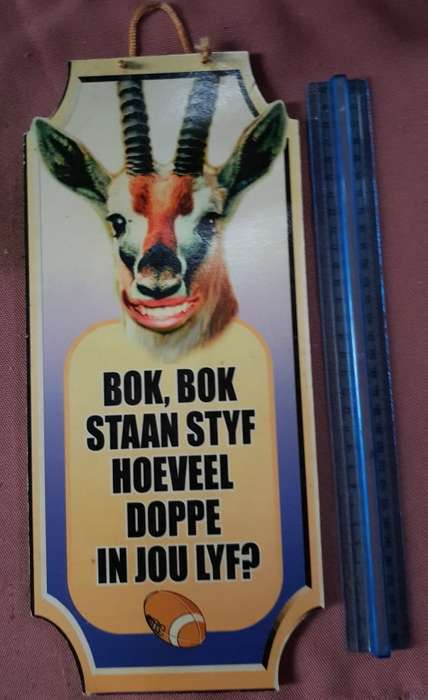 BOK, BOK
STAAN STYF
HOEVEEL
DOPPE
IN JOU LYF?